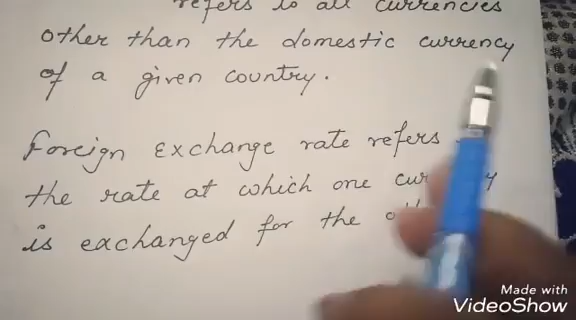 refers to all currencies
other than the domestic currency
of a given country.
Foreign Exchange rate refers
the rate at which one
is exchanged for the
Made with
VideoShow